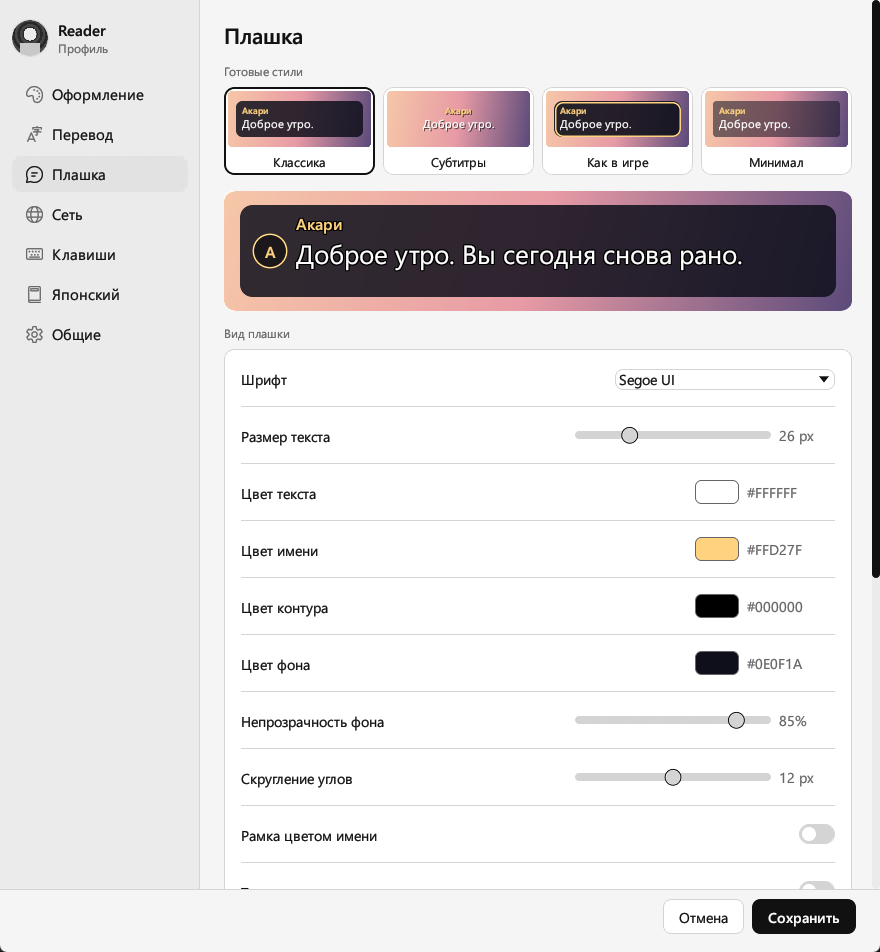 Reader
Профиль
Оформление
Перевод
Плашка
Сеть
Клавиши
Японский
Общие
Плашка
Готовые стили
Акари
Доброе утро.
Классика
Акари
Доброе утро.
Субтитры
Акари
Доброе утро.
Как в игре
Акари
Доброе утро.
Минимал
А
Акари
Доброе утро. Вы сегодня снова рано.
Вид плашки
Шрифт
Segoe UI
Размер текста
26 px
Цвет текста
#FFFFFF
Цвет имени
#FFD27F
Цвет контура
#000000
Цвет фона
#0E0F1A
Непрозрачность фона
85%
Скругление углов
12 px
Рамка цветом имени
Отмена
Сохранить